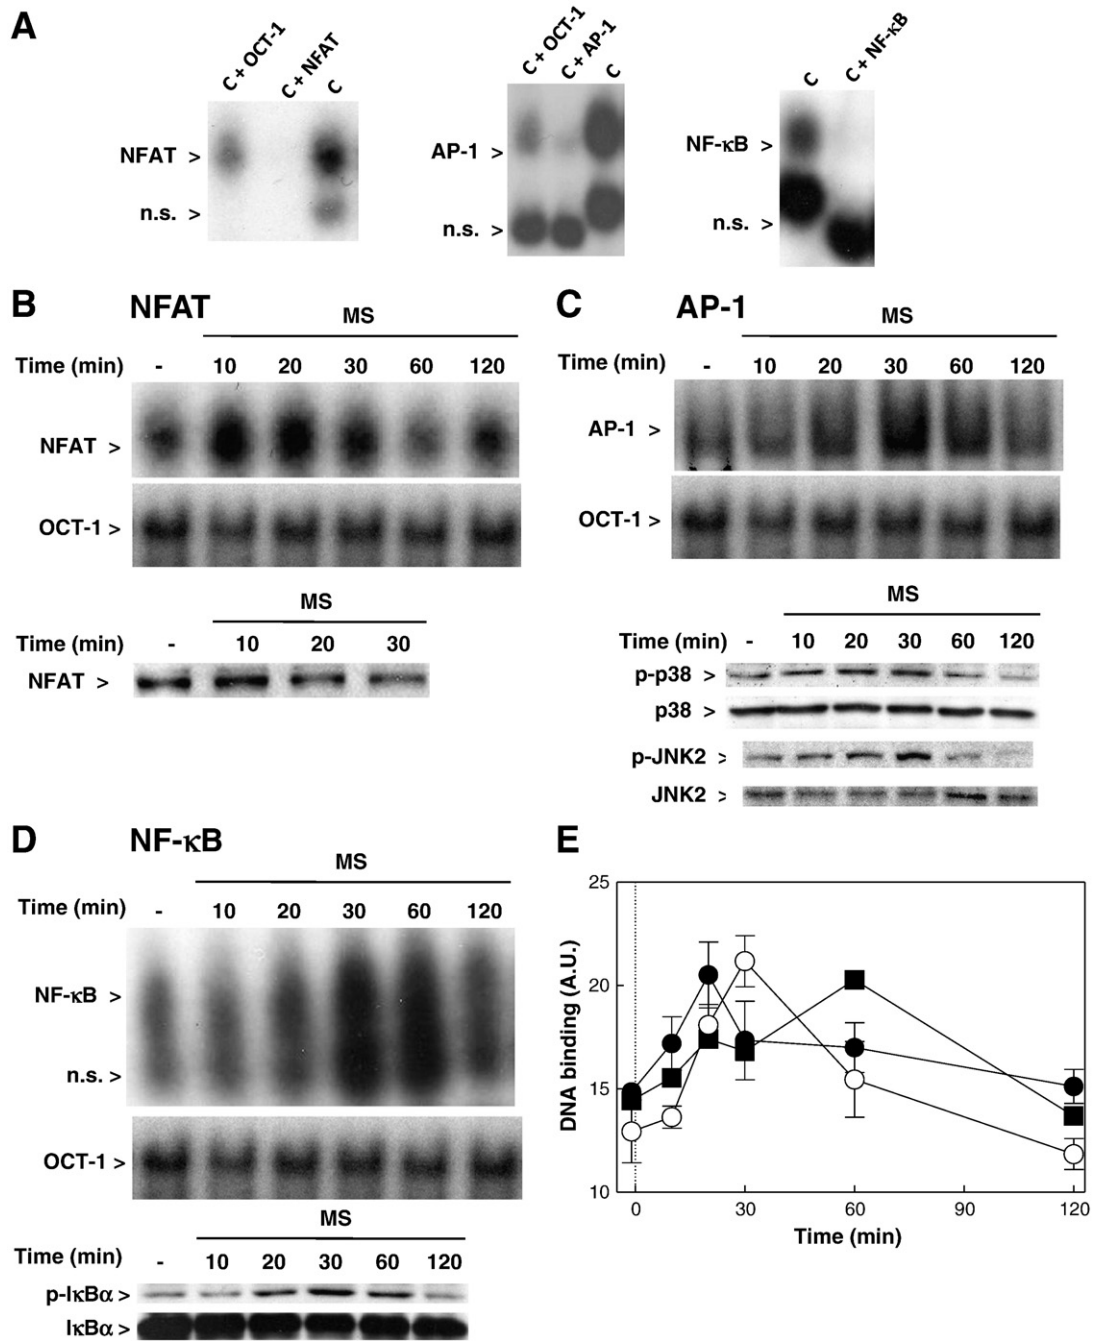 A
C + OCT-1
C + NFAT
C
NFAT >
n.s. >
C + OCT-1
C + AP-1
C
AP-1 >
n.s. >
C
C + NF-κB
NF-κB >
n.s. >
B NFAT
MS
Time (min) - 10 20 30 60 120
NFAT >
OCT-1 >
MS
Time (min) - 10 20 30
NFAT >
C AP-1
MS
Time (min) - 10 20 30 60 120
AP-1 >
OCT-1 >
MS
Time (min) - 10 20 30 60 120
p-p38 >
p38 >
p-JNK2 >
JNK2 >
D NF-κB
MS
Time (min) - 10 20 30 60 120
NF-κB >
n.s. >
OCT-1 >
MS
Time (min) - 10 20 30 60 120
p-IκBα >
IκBα >
E
25
20
15
10
DNA binding (A.U.)
0 30 60 90 120
Time (min)